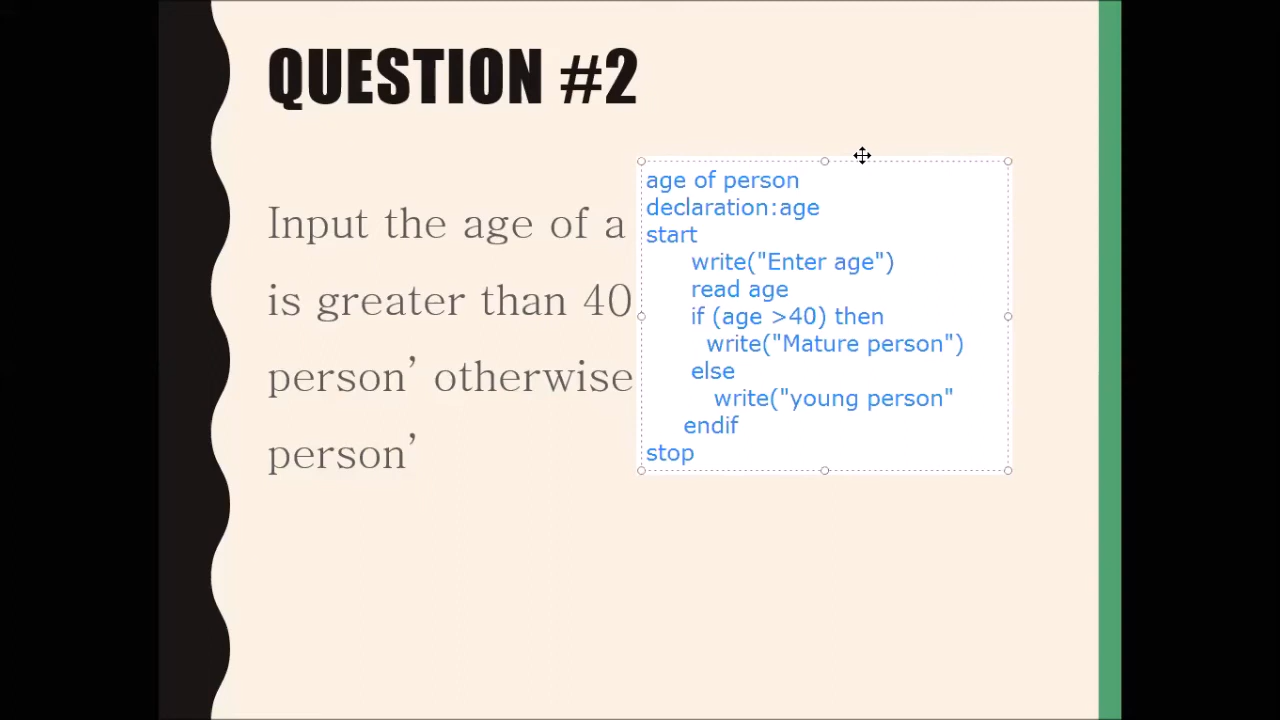 QUESTION #2
Input the age of a
is greater than 40
person’ otherwise
person’
age of person
declaration:age
start
write("Enter age")
read age
if (age >40) then
write("Mature person")
else
write("young person"
endif
stop